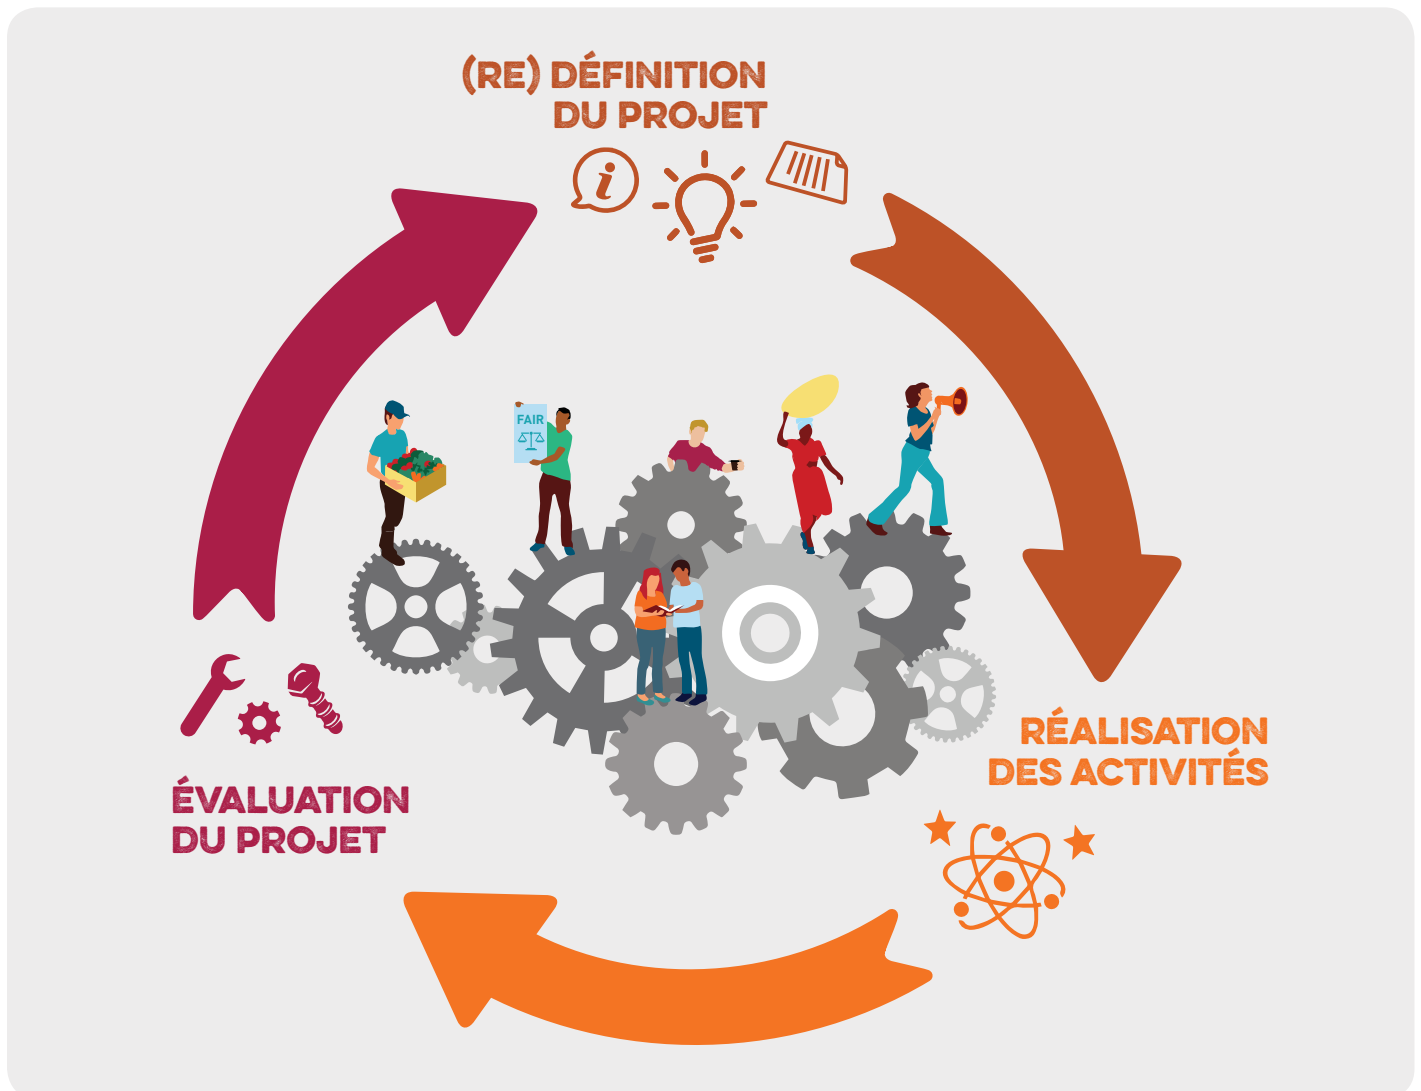 (RE) DÉFINITION
DU PROJET
i
FAIR
RÉALISATION
DES ACTIVITÉS
ÉVALUATION
DU PROJET